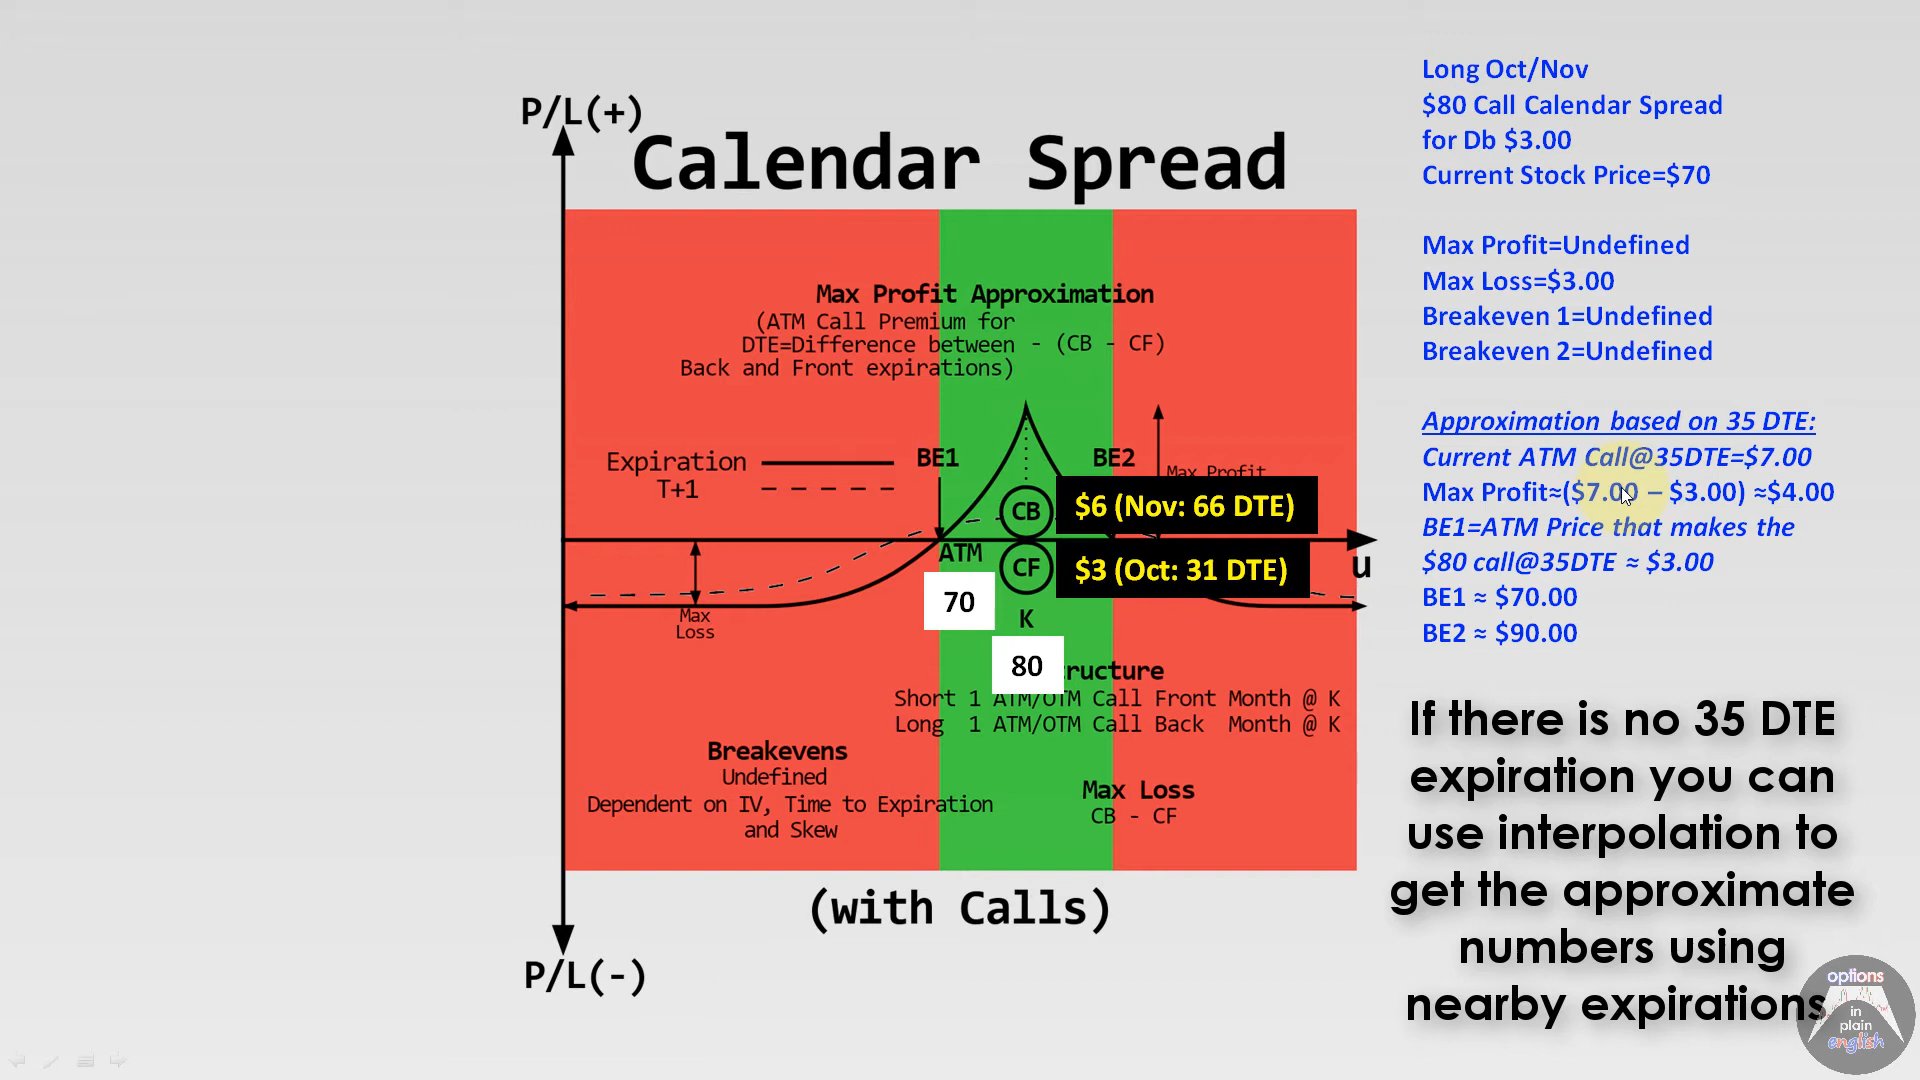 P/L(+)
Calendar Spread
Max Profit Approximation
(ATM Call Premium for
DTE=Difference between - (CB - CF)
Back and Front expirations)
Expiration
T+1
BE1
BE2
Max Profit
CB
$6 (Nov: 66 DTE)
ATM
CF
$3 (Oct: 31 DTE)
u
70
K
Max
Loss
80
Short 1 ATM/OTM Call Front Month @ K
Long 1 ATM/OTM Call Back Month @ K
Breakevens
Undefined
Dependent on IV, Time to Expiration
and Skew
Max Loss
CB - CF
(with Calls)
P/L(-)
Long Oct/Nov
$80 Call Calendar Spread
for Db $3.00
Current Stock Price=$70
Max Profit=Undefined
Max Loss=$3.00
Breakeven 1=Undefined
Breakeven 2=Undefined
Approximation based on 35 DTE:
Current ATM Call@35DTE=$7.00
Max Profit≈($7.00 – $3.00) ≈$4.00
BE1=ATM Price that makes the
$80 call@35DTE ≈ $3.00
BE1 ≈ $70.00
BE2 ≈ $90.00
If there is no 35 DTE
expiration you can
use interpolation to
get the approximate
numbers using
nearby expirations
options
in
plain
english